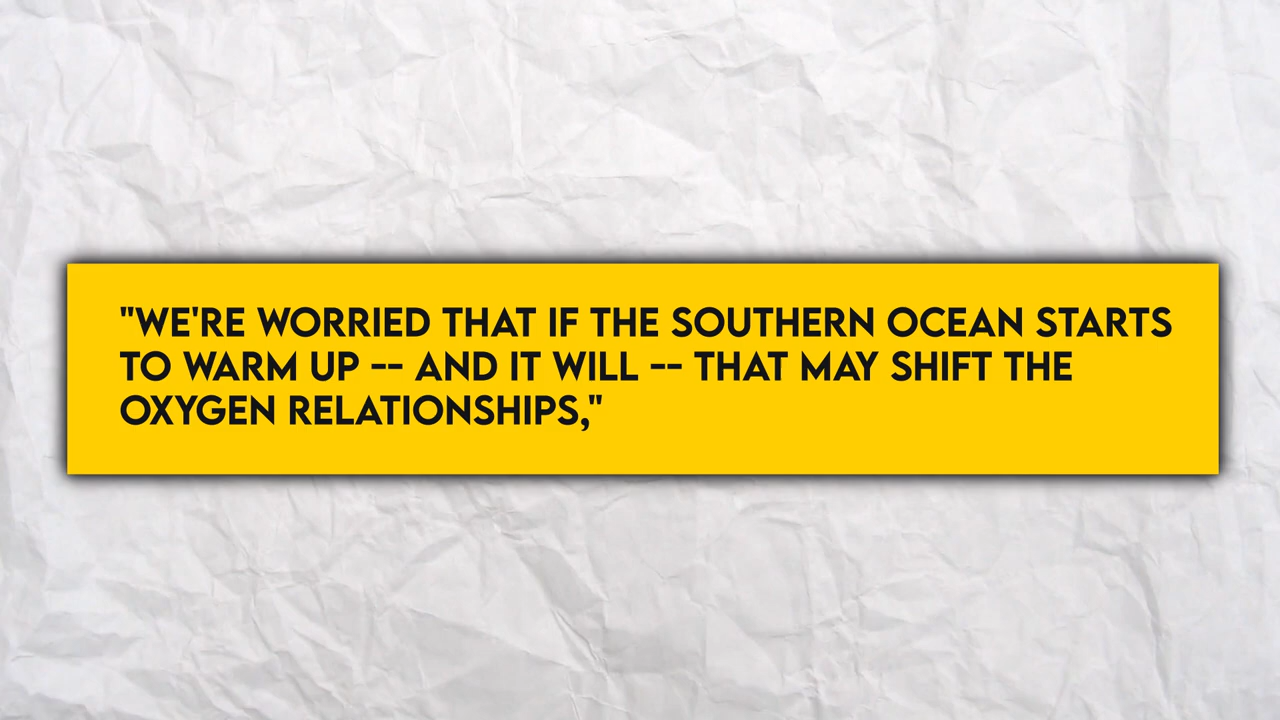 "WE'RE WORRIED THAT IF THE SOUTHERN OCEAN STARTS
TO WARM UP -- AND IT WILL -- THAT MAY SHIFT THE
OXYGEN RELATIONSHIPS,"